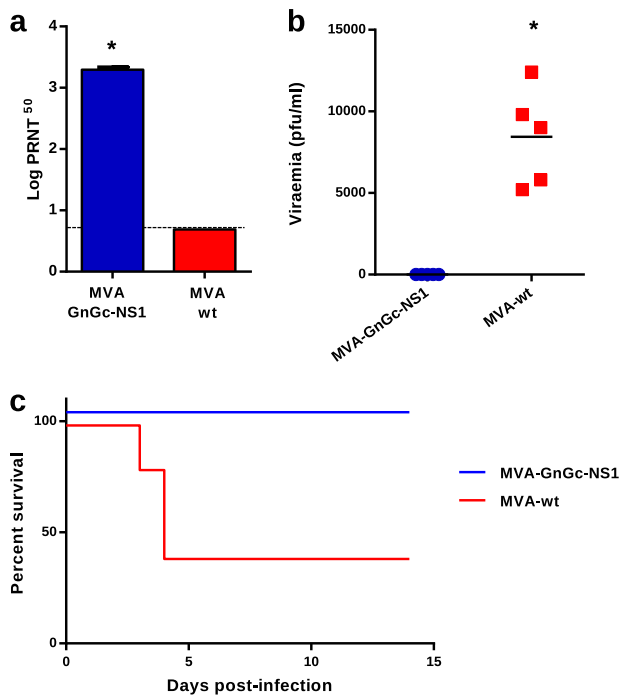 a
4
3
2
1
0
Log PRNT 50
*
MVA
GnGc-NS1
MVA
wt
b
15000
10000
5000
0
Viraemia (pfu/ml)
*
MVA-GnGc-NS1
MVA-wt
c
100
50
0
Percent survival
0 5 10 15
Days post-infection
MVA-GnGc-NS1
MVA-wt